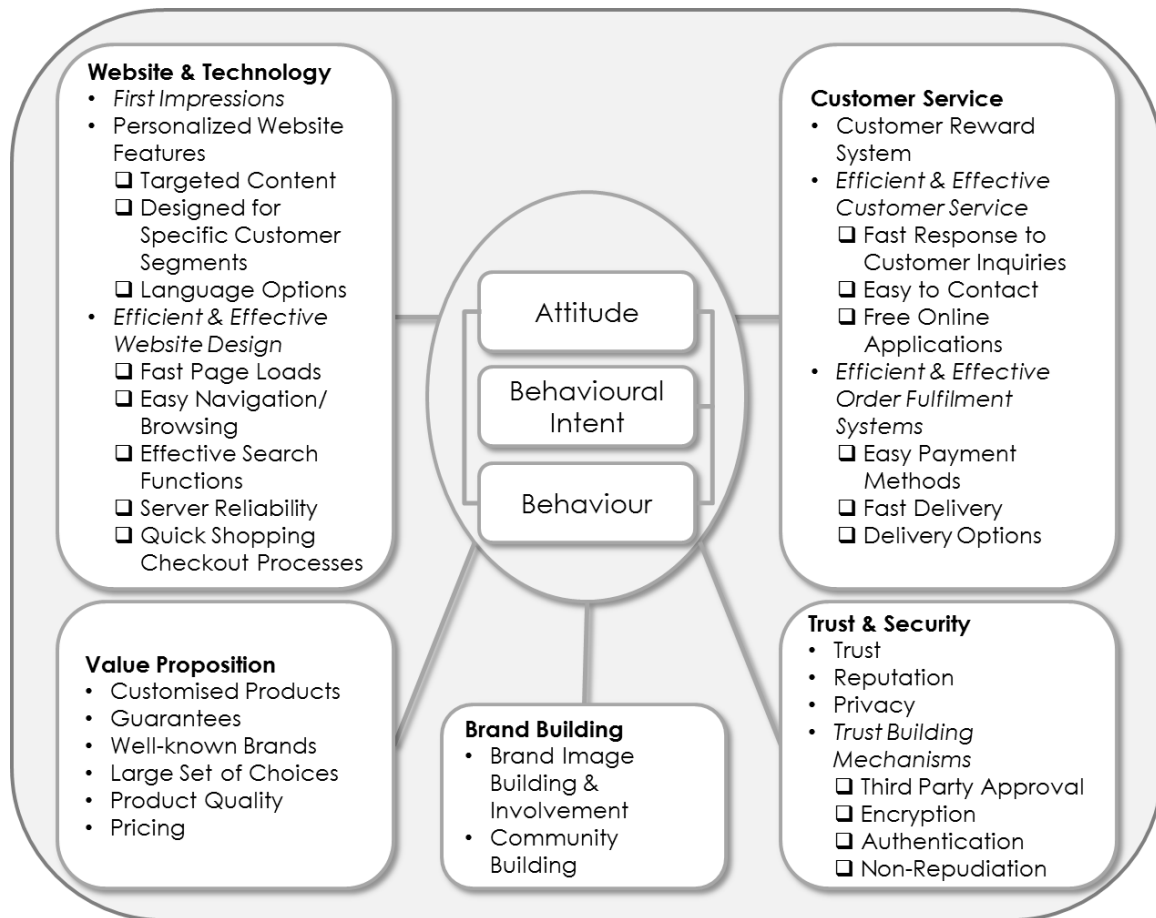 Website & Technology
• First Impressions
• Personalized Website
Features
❑ Targeted Content
❑ Designed for
Specific Customer
Segments
❑ Language Options
• Efficient & Effective
Website Design
❑ Fast Page Loads
❑ Easy Navigation/
Browsing
❑ Effective Search
Functions
❑ Server Reliability
❑ Quick Shopping
Checkout Processes
Attitude
Behavioural
Intent
Behaviour
Customer Service
• Customer Reward
System
• Efficient & Effective
Customer Service
❑ Fast Response to
Customer Inquiries
❑ Easy to Contact
❑ Free Online
Applications
• Efficient & Effective
Order Fulfilment
Systems
❑ Easy Payment
Methods
❑ Fast Delivery
❑ Delivery Options
Value Proposition
• Customised Products
• Guarantees
• Well-known Brands
• Large Set of Choices
• Product Quality
• Pricing
Brand Building
• Brand Image
Building &
Involvement
• Community
Building
Trust & Security
• Trust
• Reputation
• Privacy
• Trust Building
Mechanisms
❑ Third Party Approval
❑ Encryption
❑ Authentication
❑ Non-Repudiation